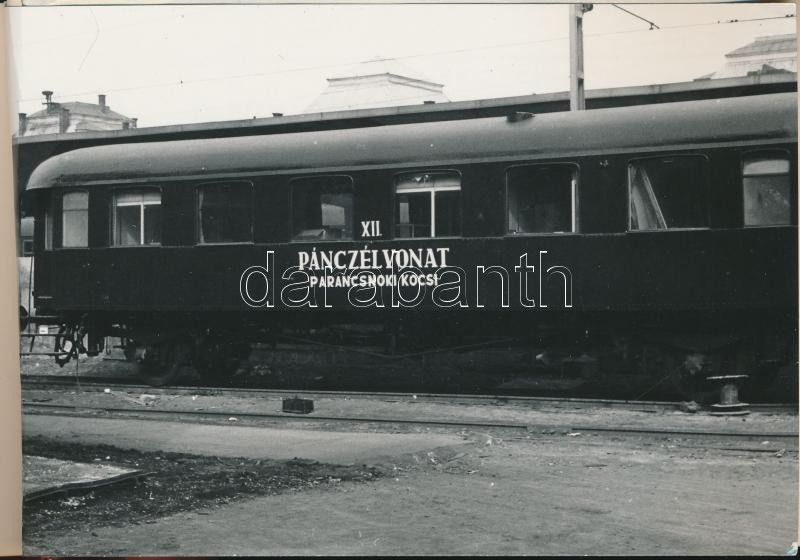 XII.
PÁNCZÉLVONAT
PARANCSNOKI KOCSI
darabanth